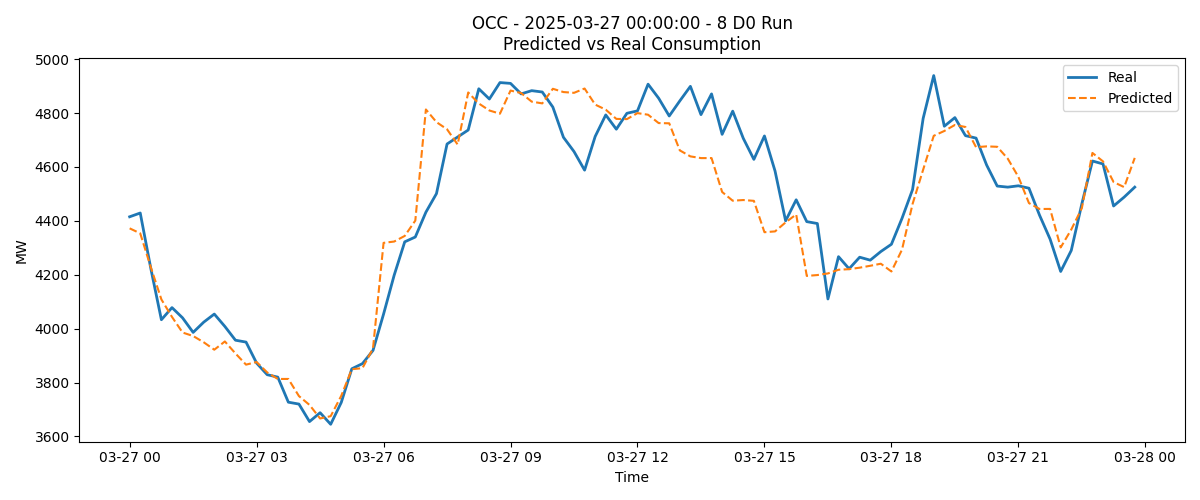 OCC - 2025-03-27 00:00:00 - 8 D0 Run
Predicted vs Real Consumption
Real
Predicted
MW
5000
4800
4600
4400
4200
4000
3800
3600
03-27 00
03-27 03
03-27 06
03-27 09
03-27 12
03-27 15
03-27 18
03-27 21
03-28 00
Time